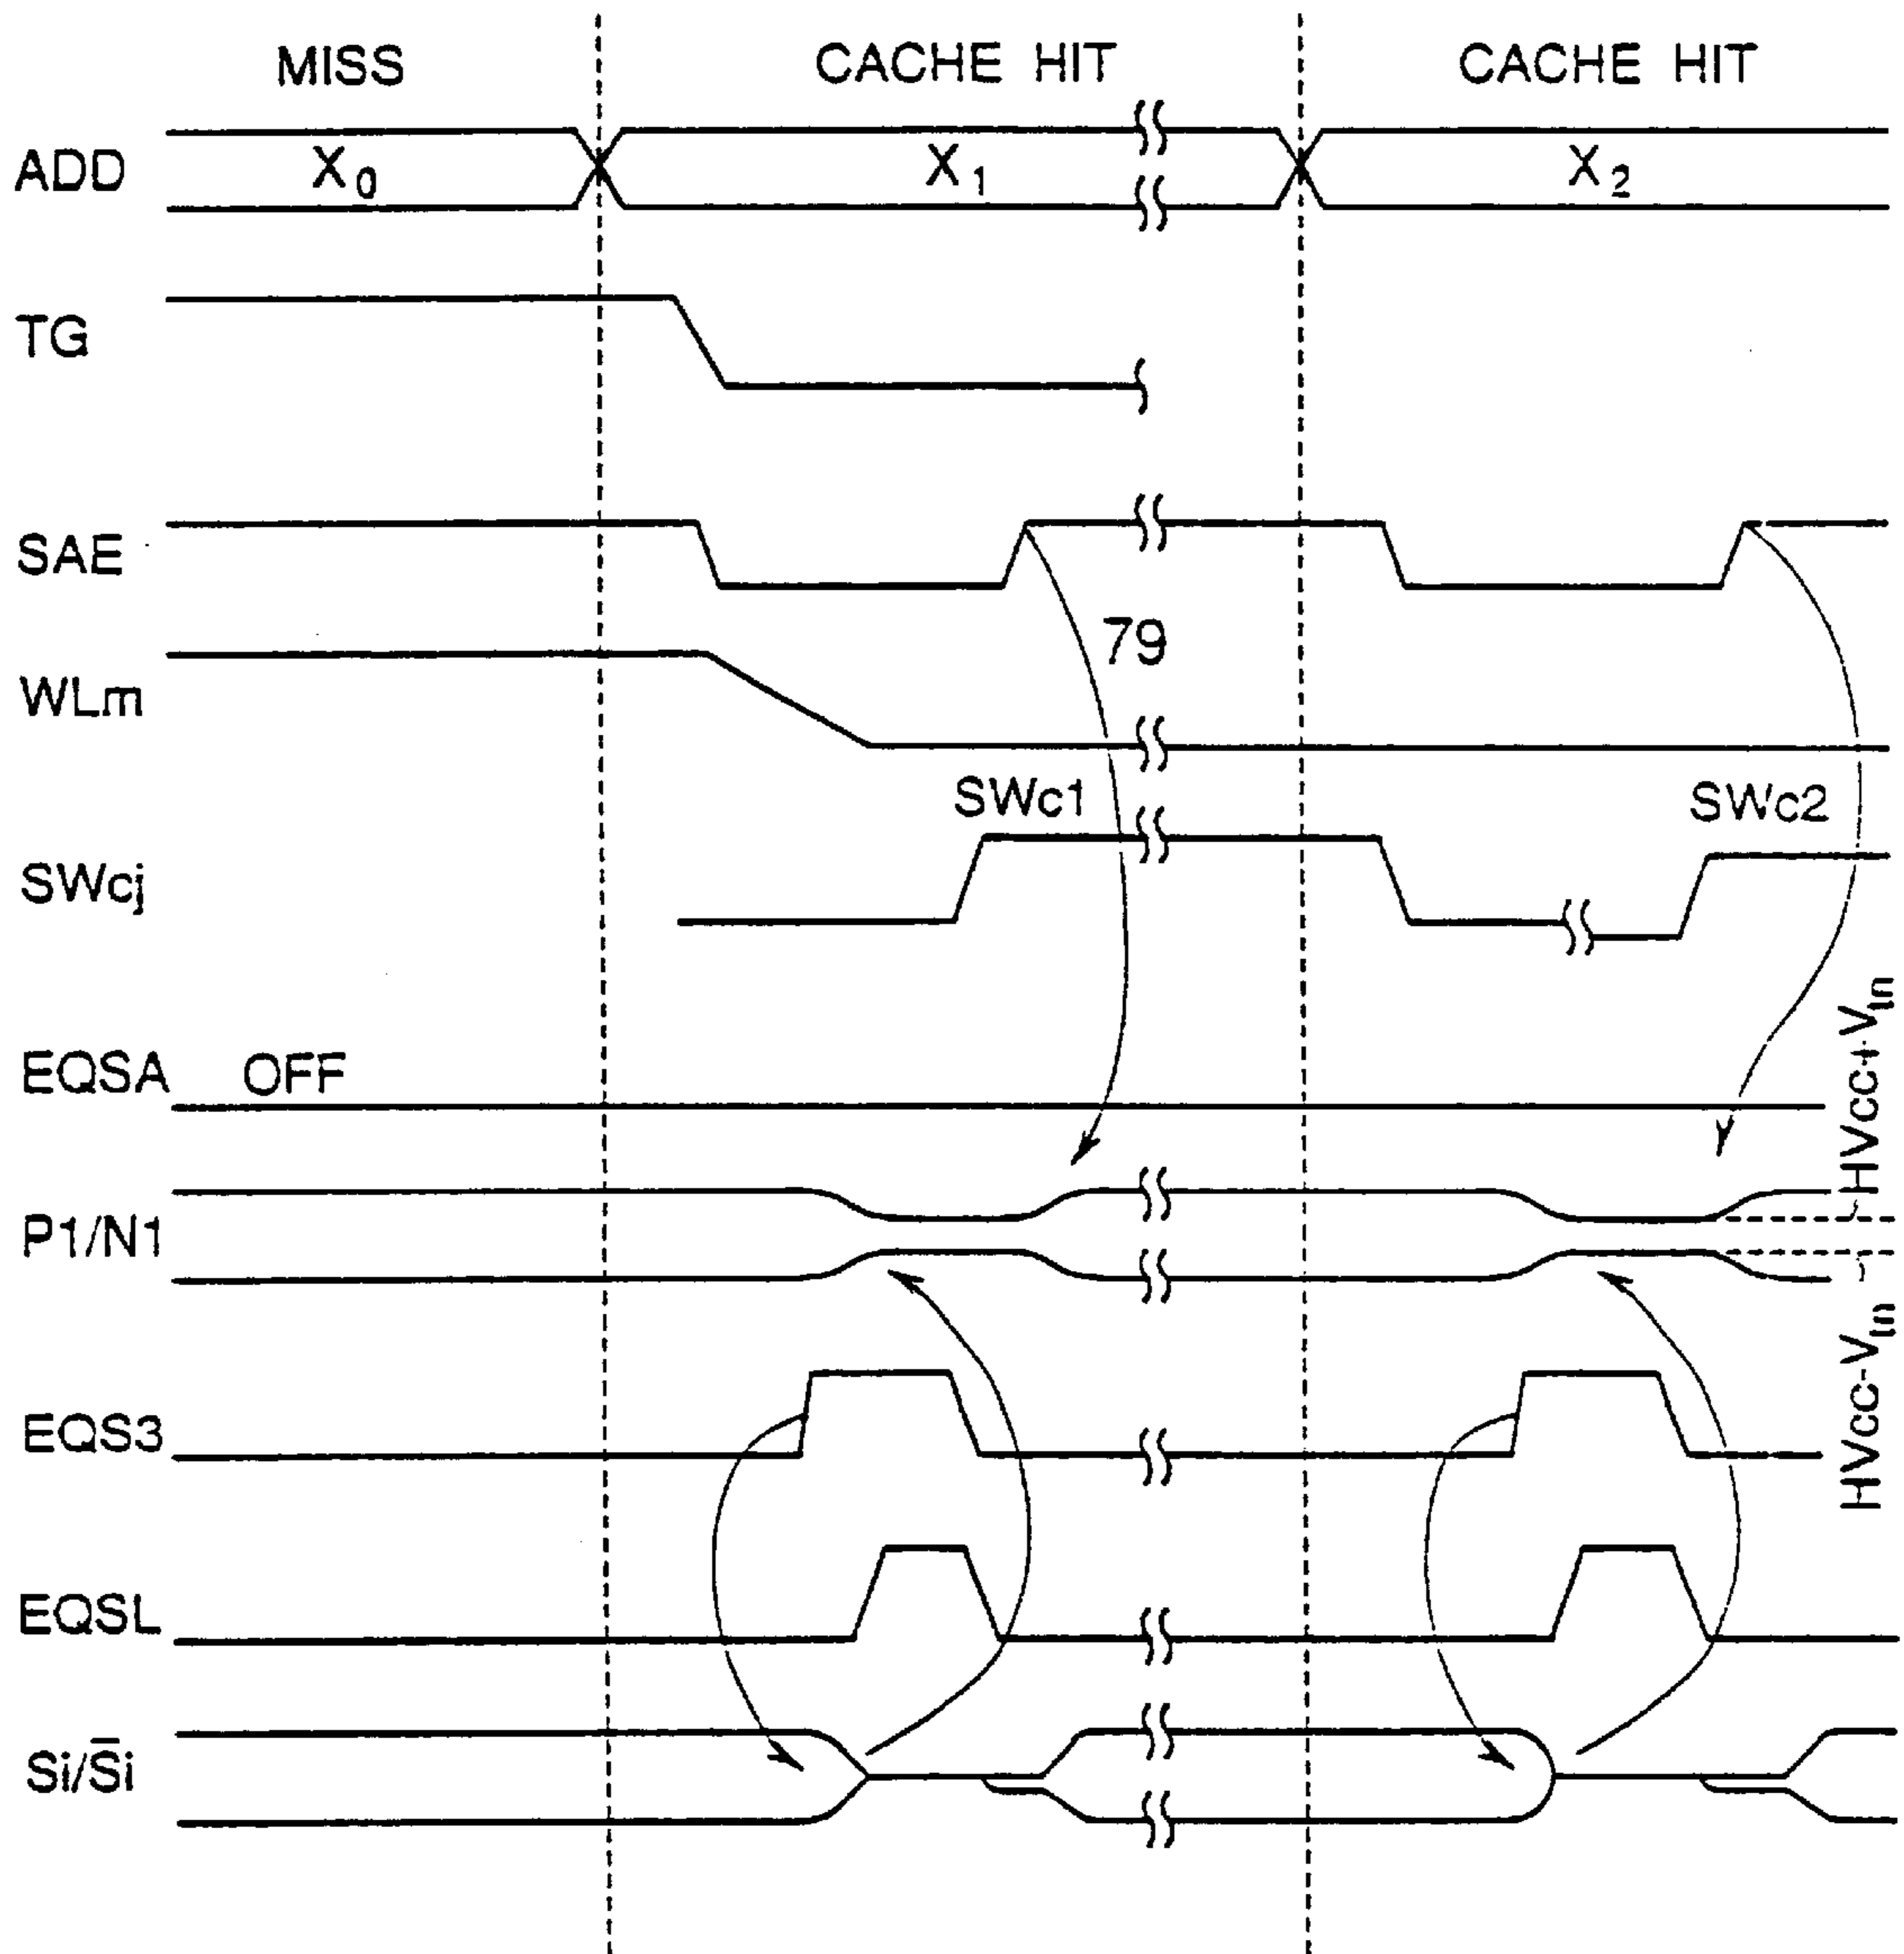 MISS CACHE HIT CACHE HIT
ADD X₀ X₁ X₂
TG
SAE
79
WLm
SWc1 SWc2
SWcj
EQSA OFF
HVcc+Vtn
P1/N1
HVcc-Vtn
EQS3
EQSL
Si/S̄i